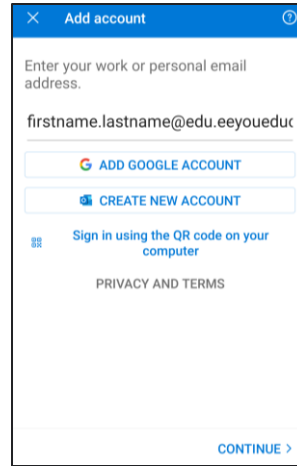 Add account
Enter your work or personal email
address.
firstname.lastname@edu.eeyoueduc
ADD GOOGLE ACCOUNT
CREATE NEW ACCOUNT
Sign in using the QR code on your
computer
PRIVACY AND TERMS
CONTINUE >